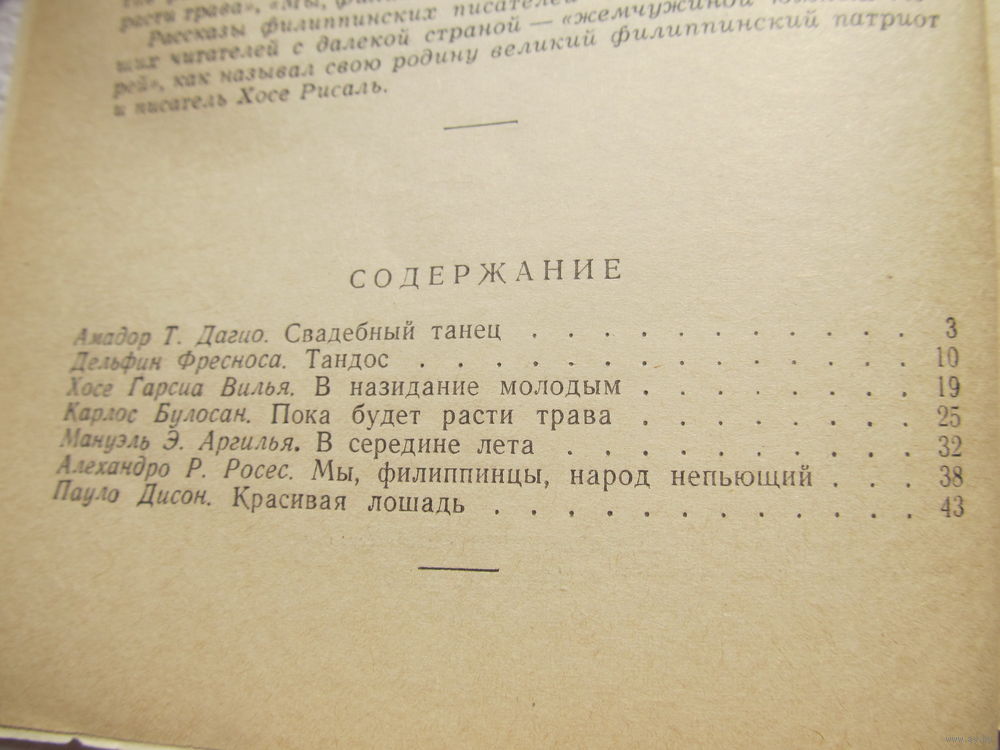 расти трава», «Мы,
Рассказы филиппинских писателей
щих читателей с далекой страной — «жемчужиной
рей», как называл свою родину великий филиппинский патриот
и писатель Хосе Рисаль.
СОДЕРЖАНИЕ
Амадор Т. Дагио. Свадебный танец . . . . . . . . . . . 3
Дельфин Фресноса. Тандос . . . . . . . . . . . . . . 10
Хосе Гарсиа Вилья. В назидание молодым . . . . . . . . 19
Карлос Булосан. Пока будет расти трава . . . . . . . . 25
Мануэль Э. Аргилья. В середине лета . . . . . . . . . . 32
Алехандро Р. Росес. Мы, филиппинцы, народ непьющий . . . 38
Пауло Дисон. Красивая лошадь . . . . . . . . . . . . 43